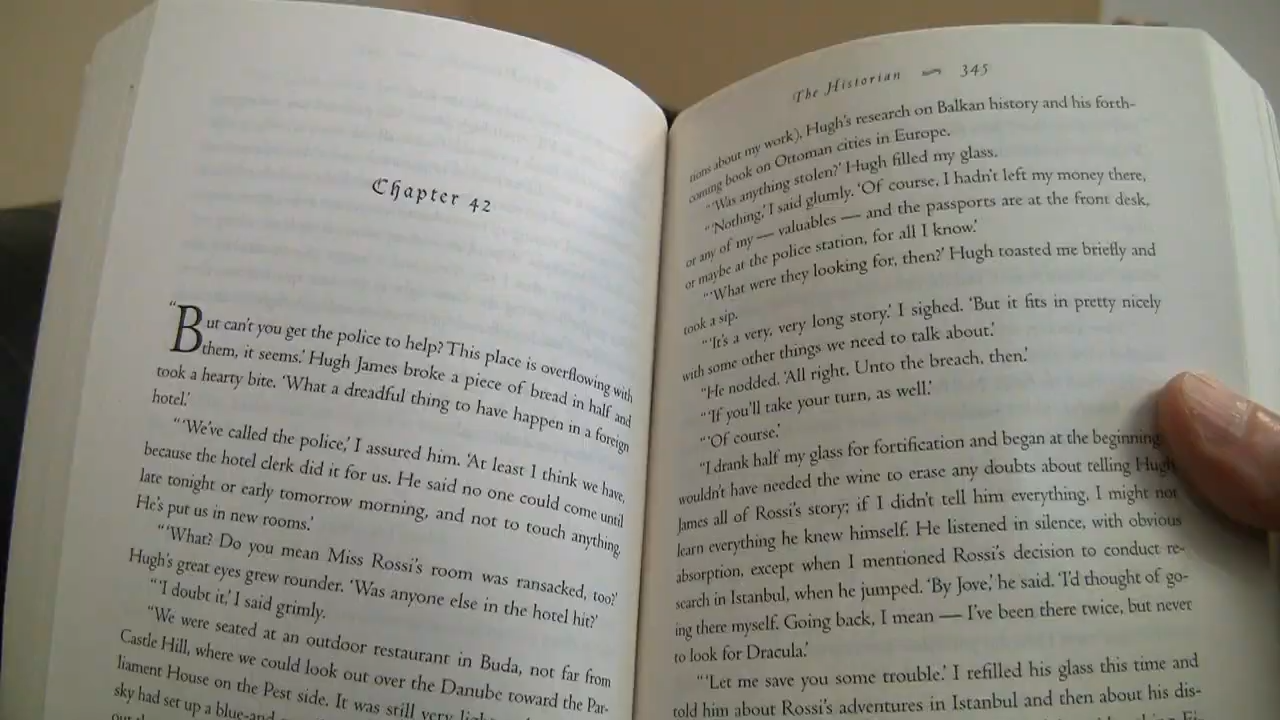 Chapter 42
"But can't you get the police to help? This place is overflowing with
them, it seems.' Hugh James broke a piece of bread in half and
took a hearty bite. 'What a dreadful thing to have happen in a foreign
hotel.'
"'We've called the police,' I assured him. 'At least I think we have,
because the hotel clerk did it for us. He said no one could come until
late tonight or early tomorrow morning, and not to touch anything.
He's put us in new rooms.'
"'What? Do you mean Miss Rossi's room was ransacked, too?'
Hugh's great eyes grew rounder. 'Was anyone else in the hotel hit?'
"'I doubt it,' I said grimly.
"We were seated at an outdoor restaurant in Buda, not far from
Castle Hill, where we could look out over the Danube toward the Par-
liament House on the Pest side. It was still very
sky had set up a blue-and
The Historian 345
tions about my work), Hugh's research on Balkan history and his forth-
coming book on Ottoman cities in Europe.
"'Was anything stolen?' Hugh filled my glass.
"'Nothing,' I said glumly. 'Of course, I hadn't left my money there,
or any of my — valuables — and the passports are at the front desk,
or maybe at the police station, for all I know.'
"'What were they looking for, then?' Hugh toasted me briefly and
took a sip.
"'It's a very, very long story.' I sighed. 'But it fits in pretty nicely
with some other things we need to talk about.'
"He nodded. 'All right. Unto the breach, then.'
"'If you'll take your turn, as well.'
"'Of course.'
"I drank half my glass for fortification and began at the beginning.
wouldn't have needed the wine to erase any doubts about telling Hugh
James all of Rossi's story; if I didn't tell him everything, I might not
learn everything he knew himself. He listened in silence, with obvious
absorption, except when I mentioned Rossi's decision to conduct re-
search in Istanbul, when he jumped. 'By Jove,' he said. 'I'd thought of go-
ing there myself. Going back, I mean — I've been there twice, but never
to look for Dracula.'
"'Let me save you some trouble.' I refilled his glass this time and
told him about Rossi's adventures in Istanbul and then about his dis-